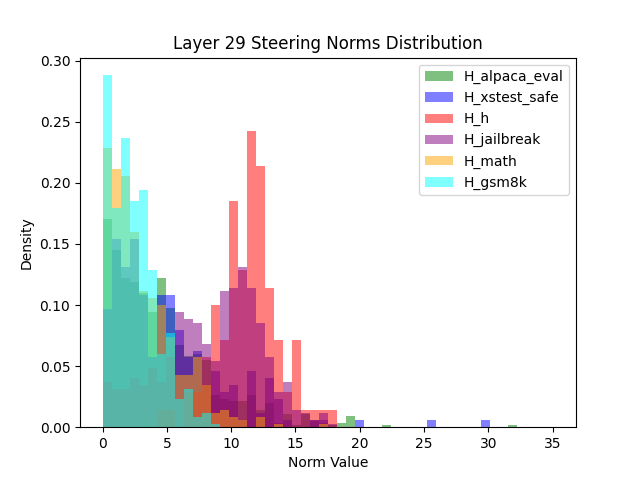 Layer 29 Steering Norms Distribution
H_alpaca_eval
H_xstest_safe
H_h
H_jailbreak
H_math
H_gsm8k
0.30
0.25
0.20
0.15
0.10
0.05
0.00
Density
0 5 10 15 20 25 30 35
Norm Value